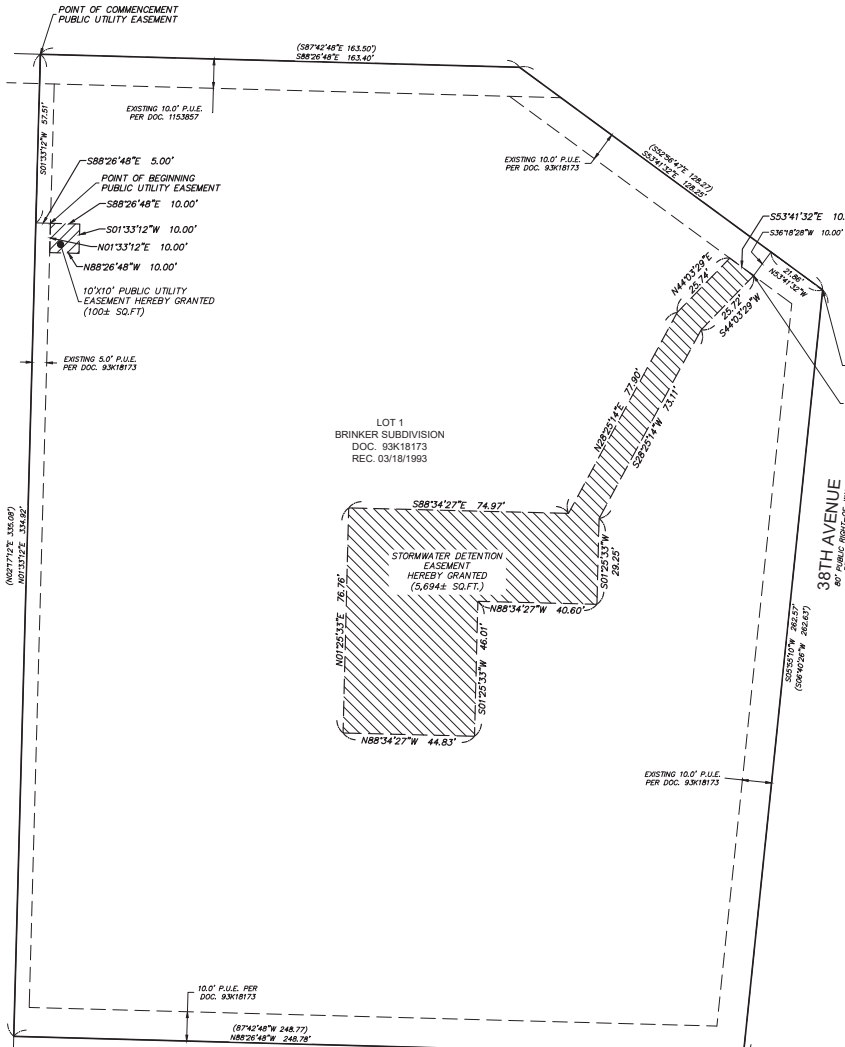 POINT OF COMMENCEMENT
PUBLIC UTILITY EASEMENT
(S87°42'48"E 163.50')
S88°26'48"E 163.40'
EXISTING 10.0' P.U.E.
PER DOC. 1153857
S01°33'12"W 57.51'
S88°26'48"E 5.00'
POINT OF BEGINNING
PUBLIC UTILITY EASEMENT
S88°26'48"E 10.00'
S01°33'12"W 10.00'
N01°33'12"E 10.00'
N88°26'48"W 10.00'
10'X10' PUBLIC UTILITY
EASEMENT HEREBY GRANTED
(100± SQ.FT)
EXISTING 5.0' P.U.E.
PER DOC. 93K18173
EXISTING 10.0' P.U.E.
PER DOC. 93K18173
(S52°56'47"E 128.27)
S53°41'32"E 128.25'
S53°41'32"E 10.
S36°18'28"W 10.00'
21.86'
N53°41'32"W
N44°03'29"E
25.74'
25.72'
S44°03'29"W
N28°25'14"E 77.90'
S28°25'14"W 73.11'
LOT 1
BRINKER SUBDIVISION
DOC. 93K18173
REC. 03/18/1993
S88°34'27"E 74.97'
STORMWATER DETENTION
EASEMENT
HEREBY GRANTED
(5,694± SQ.FT.)
S01°25'33"W
29.25'
N88°34'27"W 40.60'
N01°25'33"E 76.76'
S01°25'33"W 46.01'
N88°34'27"W 44.83'
(N02°17'12"E 335.08')
N01°33'12"E 334.92'
38TH AVENUE
80' PUBLIC RIGHT-OF
S05°55'10"W 262.57'
(S06°40'26"W 262.63')
EXISTING 10.0' P.U.E.
PER DOC. 93K18173
10.0' P.U.E. PER
DOC. 93K18173
(87°42'48"W 248.77)
N88°26'48"W 248.78'